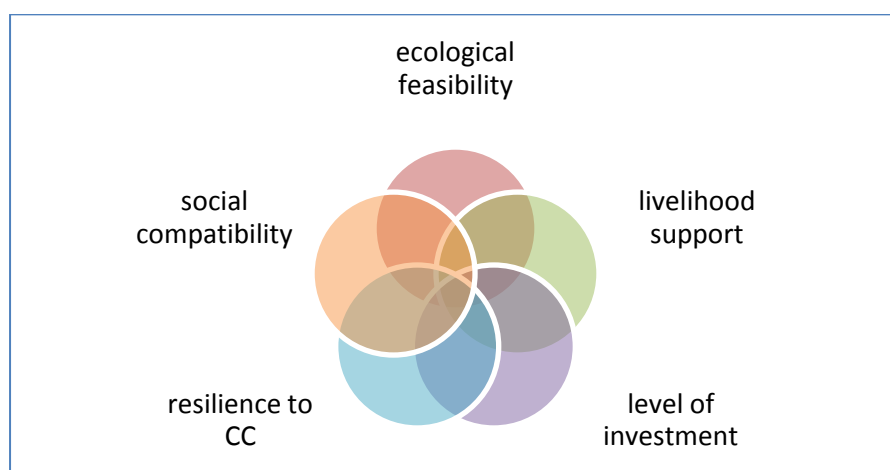 ecological
feasibility
social
compatibility
livelihood
support
resilience to
CC
level of
investment